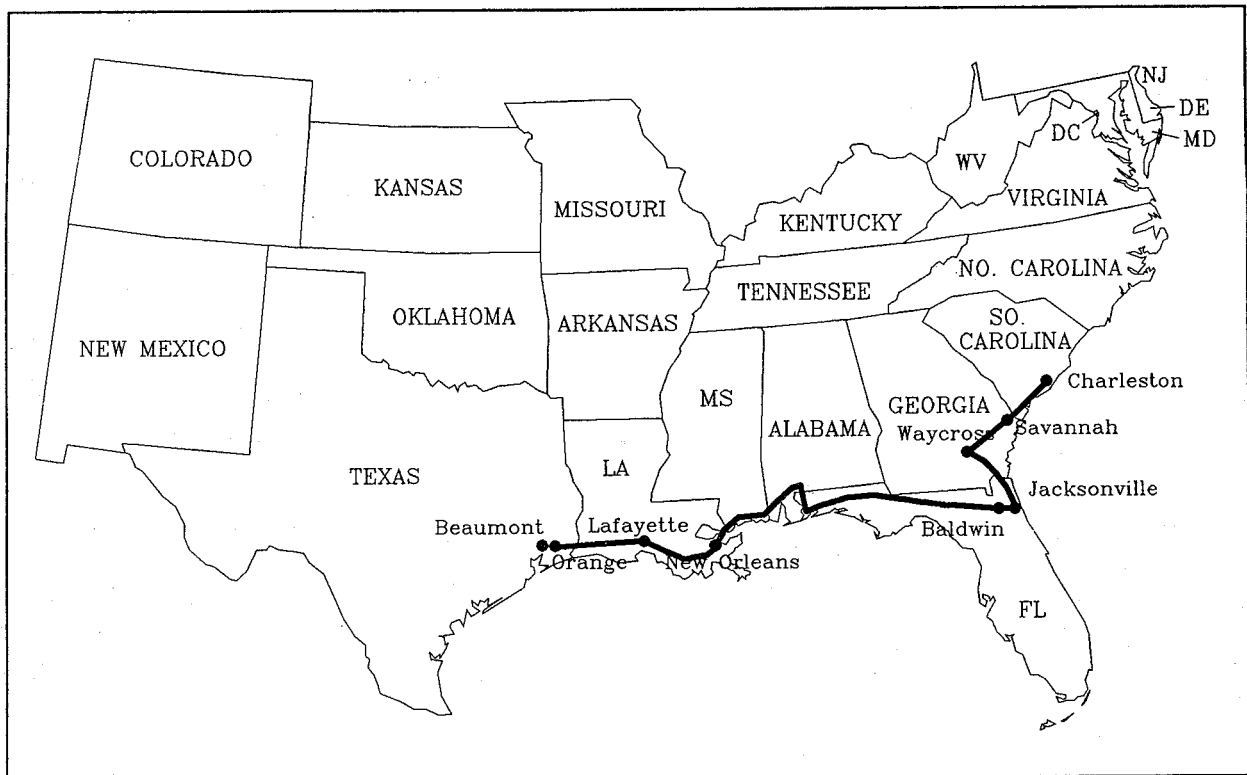 NJ
DE
DC
MD
COLORADO
WV
KANSAS
VIRGINIA
MISSOURI
KENTUCKY
NO. CAROLINA
TENNESSEE
OKLAHOMA
ARKANSAS
SO.
CAROLINA
NEW MEXICO
Charleston
MS
GEORGIA
ALABAMA
Waycross
Savannah
LA
TEXAS
Jacksonville
Beaumont
Lafayette
Baldwin
Orange
New Orleans
FL